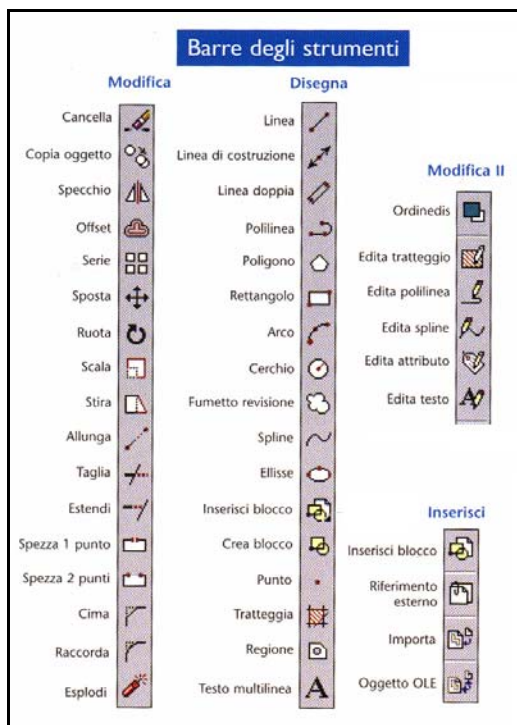 Barre degli strumenti
Modifica
Cancella
Copia oggetto
Specchio
Offset
Serie
Sposta
Ruota
Scala
Stira
Allunga
Taglia
Estendi
Spezza 1 punto
Spezza 2 punti
Cima
Raccorda
Esplodi
Disegna
Linea
Linea di costruzione
Linea doppia
Polilinea
Poligono
Rettangolo
Arco
Cerchio
Fumetto revisione
Spline
Ellisse
Inserisci blocco
Crea blocco
Punto
Tratteggia
Regione
Testo multilinea
A
Modifica II
Ordinedis
Edita tratteggio
Edita polilinea
Edita spline
Edita attributo
Edita testo
A
Inserisci
Inserisci blocco
Riferimento
esterno
Importa
Oggetto OLE